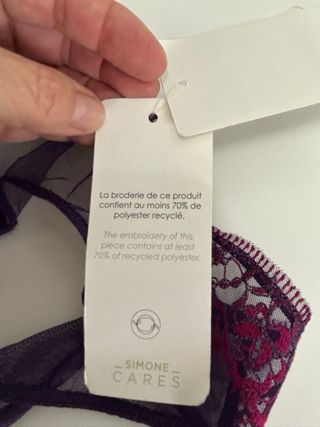 La broderie de ce produit
contient au moins 70% de
polyester recyclé.
The embroidery of this
piece contains at least
70% of recycled polyester.
SIMONE
CARES